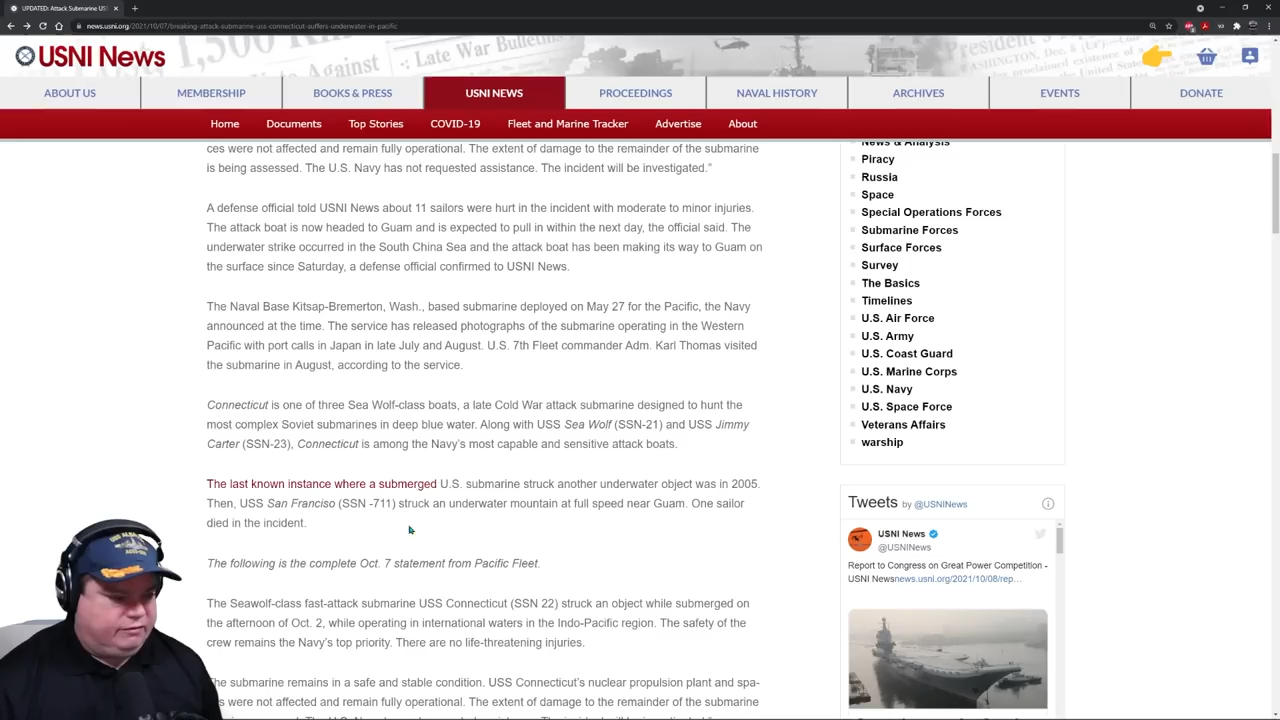 UPDATED: Attack Submarine US
news.usni.org/2021/10/07/breaking-attack-submarine-uss-connecticut-suffers-underwater-in-pacific
Late War Bulletins
Against
USNI News
ABOUT US
MEMBERSHIP
BOOKS & PRESS
USNI NEWS
PROCEEDINGS
NAVAL HISTORY
ARCHIVES
EVENTS
DONATE
Home
Documents
Top Stories
COVID-19
Fleet and Marine Tracker
Advertise
About
ces were not affected and remain fully operational. The extent of damage to the remainder of the submarine
is being assessed. The U.S. Navy has not requested assistance. The incident will be investigated.”
A defense official told USNI News about 11 sailors were hurt in the incident with moderate to minor injuries.
The attack boat is now headed to Guam and is expected to pull in within the next day, the official said. The
underwater strike occurred in the South China Sea and the attack boat has been making its way to Guam on
the surface since Saturday, a defense official confirmed to USNI News.
The Naval Base Kitsap-Bremerton, Wash., based submarine deployed on May 27 for the Pacific, the Navy
announced at the time. The service has released photographs of the submarine operating in the Western
Pacific with port calls in Japan in late July and August. U.S. 7th Fleet commander Adm. Karl Thomas visited
the submarine in August, according to the service.
Connecticut is one of three Sea Wolf-class boats, a late Cold War attack submarine designed to hunt the
most complex Soviet submarines in deep blue water. Along with USS Sea Wolf (SSN-21) and USS Jimmy
Carter (SSN-23), Connecticut is among the Navy’s most capable and sensitive attack boats.
The last known instance where a submerged U.S. submarine struck another underwater object was in 2005.
Then, USS San Franciso (SSN -711) struck an underwater mountain at full speed near Guam. One sailor
died in the incident.
The following is the complete Oct. 7 statement from Pacific Fleet.
The Seawolf-class fast-attack submarine USS Connecticut (SSN 22) struck an object while submerged on
the afternoon of Oct. 2, while operating in international waters in the Indo-Pacific region. The safety of the
crew remains the Navy’s top priority. There are no life-threatening injuries.
The submarine remains in a safe and stable condition. USS Connecticut’s nuclear propulsion plant and spa-
s were not affected and remain fully operational. The extent of damage to the remainder of the submarine
News & Analysis
Piracy
Russia
Space
Special Operations Forces
Submarine Forces
Surface Forces
Survey
The Basics
Timelines
U.S. Air Force
U.S. Army
U.S. Coast Guard
U.S. Marine Corps
U.S. Navy
U.S. Space Force
Veterans Affairs
warship
Tweets by @USNINews
USNI News
@USNINews
Report to Congress on Great Power Competition -
USNI Newsnews.usni.org/2021/10/08/rep…